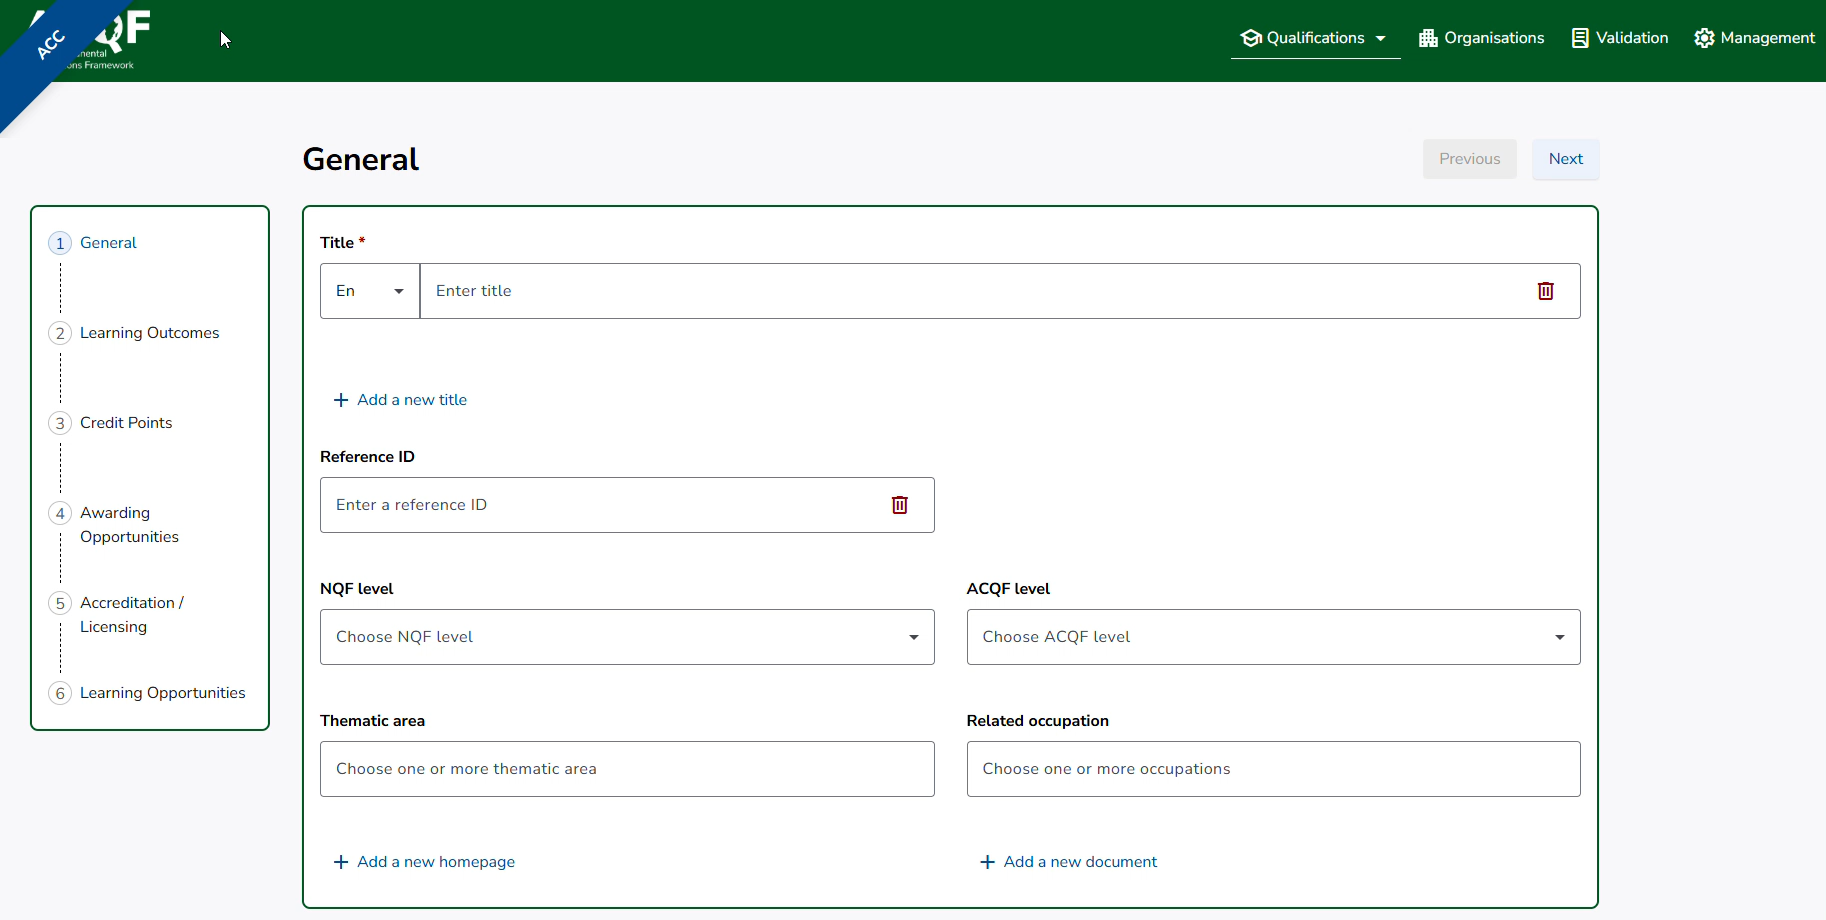 ACC
QF
nental
ons Framework
Qualifications
Organisations
Validation
Management
General
Previous
Next
1 General
2 Learning Outcomes
3 Credit Points
4 Awarding
Opportunities
5 Accreditation /
Licensing
6 Learning Opportunities
Title *
En
Enter title
+ Add a new title
Reference ID
Enter a reference ID
NQF level
ACQF level
Choose NQF level
Choose ACQF level
Thematic area
Related occupation
Choose one or more thematic area
Choose one or more occupations
+ Add a new homepage
+ Add a new document